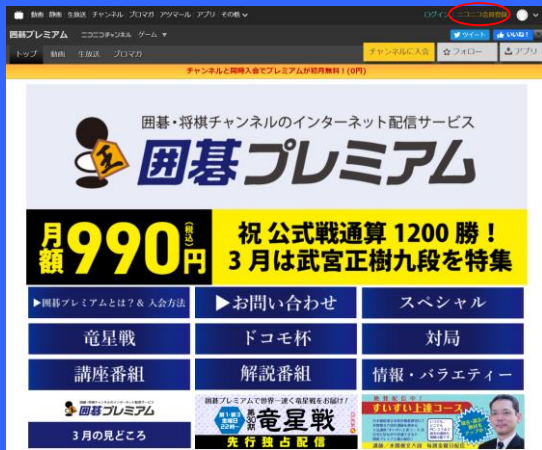 動画 静画 生放送 チャンネル ブロマガ アツマール アプリ その他
ログイン ニコニコ会員登録
囲碁プレミアム ニコニコチャンネル ゲーム
ツイート いいね!
トップ 動画 生放送 ブロマガ
チャンネルに入会 ☆フォロー アプリ
チャンネルと同時入会でプレミアムが初月無料!(0円)
囲碁・将棋チャンネルのインターネット配信サービス
囲碁プレミアム
月額990円(税込)
祝 公式戦通算 1200 勝!
3月は武宮正樹九段を特集
▶囲碁プレミアムとは?& 入会方法
▶お問い合わせ
スペシャル
竜星戦
ドコモ杯
対局
講座番組
解説番組
情報・バラエティー
囲碁プレミアム
3月の見どころ
囲碁プレミアムで世界一速く竜星戦をお届け!
竜星戦
先行独占配信
すいすい上達コース